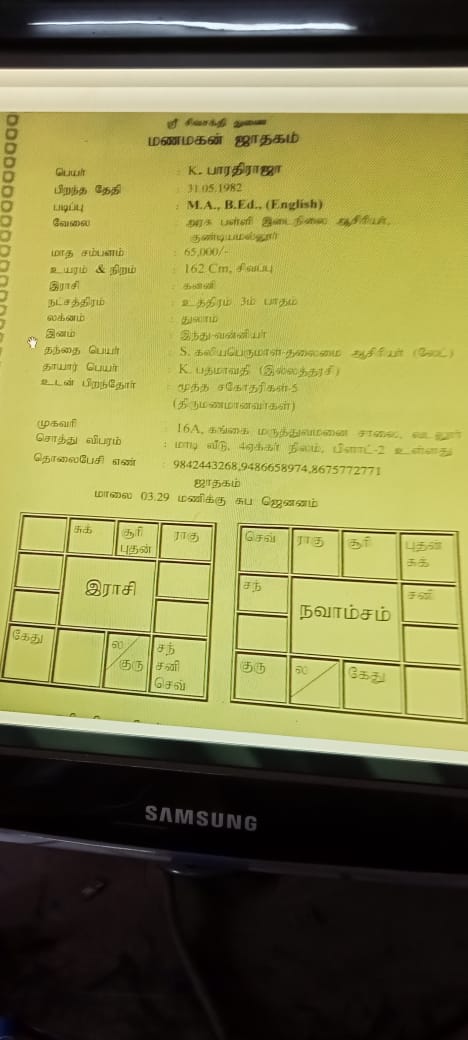 ஸ்ரீ சிவசக்தி துணை
மணமகன் ஜாதகம்
பெயர் : K. பாரதிராஜா
பிறந்த தேதி : 31.05.1982
படிப்பு : M.A., B.Ed., (English)
வேலை : அரசு பள்ளி இடைநிலை ஆசிரியர்,
குண்டியமல்லூர்
மாத சம்பளம் : 65,000/-
உயரம் & நிறம் : 162 Cm, சிவப்பு
இராசி : கன்னி
நட்சத்திரம் : உத்திரம் 3ம் பாதம்
லக்னம் : துலாம்
இனம் : இந்து-வன்னியர்
தந்தை பெயர் : S. கலியபெருமாள்-தலைமை ஆசிரியர் (லேட்)
தாயார் பெயர் : K. பத்மாவதி (இல்லத்தரசி)
உடன் பிறந்தோர் : மூத்த சகோதரிகள்-5
(திருமணமானவர்கள்)
முகவரி : 16A, கங்கை மருத்துவமனை சாலை, வடலூர்
சொத்து விபரம் : மாடி வீடு, 4ஏக்கர் நிலம், பிளாட்-2 உள்ளது
தொலைபேசி எண் : 9842443268,9486658974,8675772771
ஜாதகம்
மாலை 03.29 மணிக்கு சுப ஜெனனம்
சுக் சூரி புதன் ராகு
இராசி
கேது ல குரு சந் சனி செவ்
செவ் ராகு சூரி புதன் சுக்
சந் நவாம்சம் சனி
குரு ல கேது
SAMSUNG